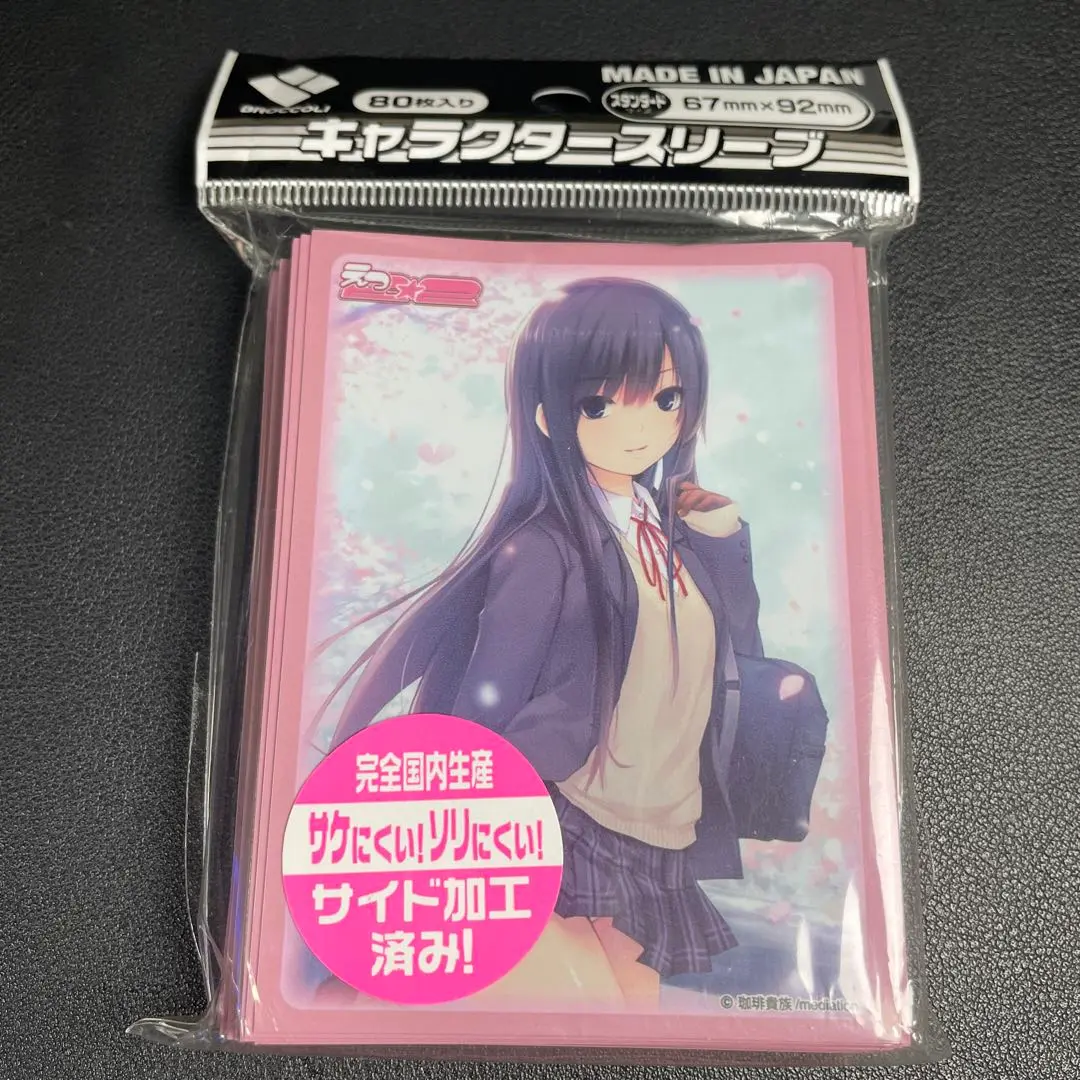 BROCCOLI
80枚入り
MADE IN JAPAN
スタンダード 67mm×92mm
キャラクタースリーブ
えつ
完全国内生産
サケにくい！ソリにくい！
サイド加工
済み！
© 珈琲貴族/mediation